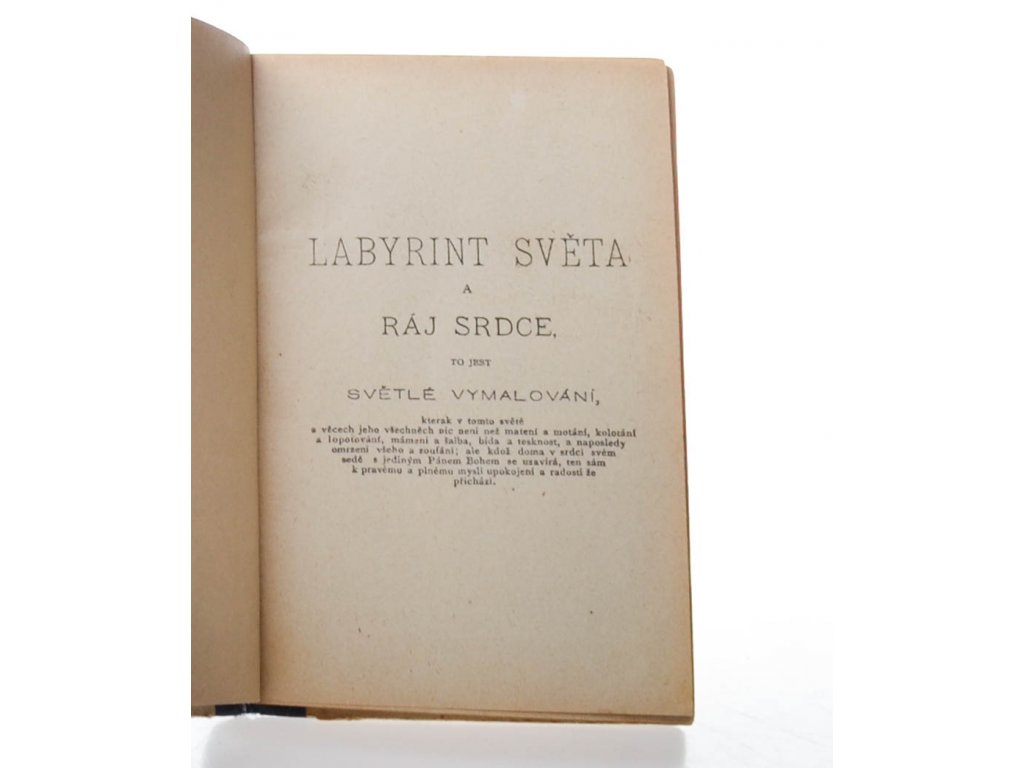 LABYRINT SVĚTA
A
RÁJ SRDCE,
TO JEST
SVĚTLÉ VYMALOVÁNÍ,
kterak v tomto světě
a věcech jeho všechněch nic není než matení a motání, kolotání
a lopotování, mámení a šalba, bída a tesknost, a naposledy
omrzení všeho a zoufání; ale kdož doma v srdci svém
sedě s jediným Pánem Bohem se uzavírá, ten sám
k pravému a plnému mysli upokojení a radosti že
přichází.